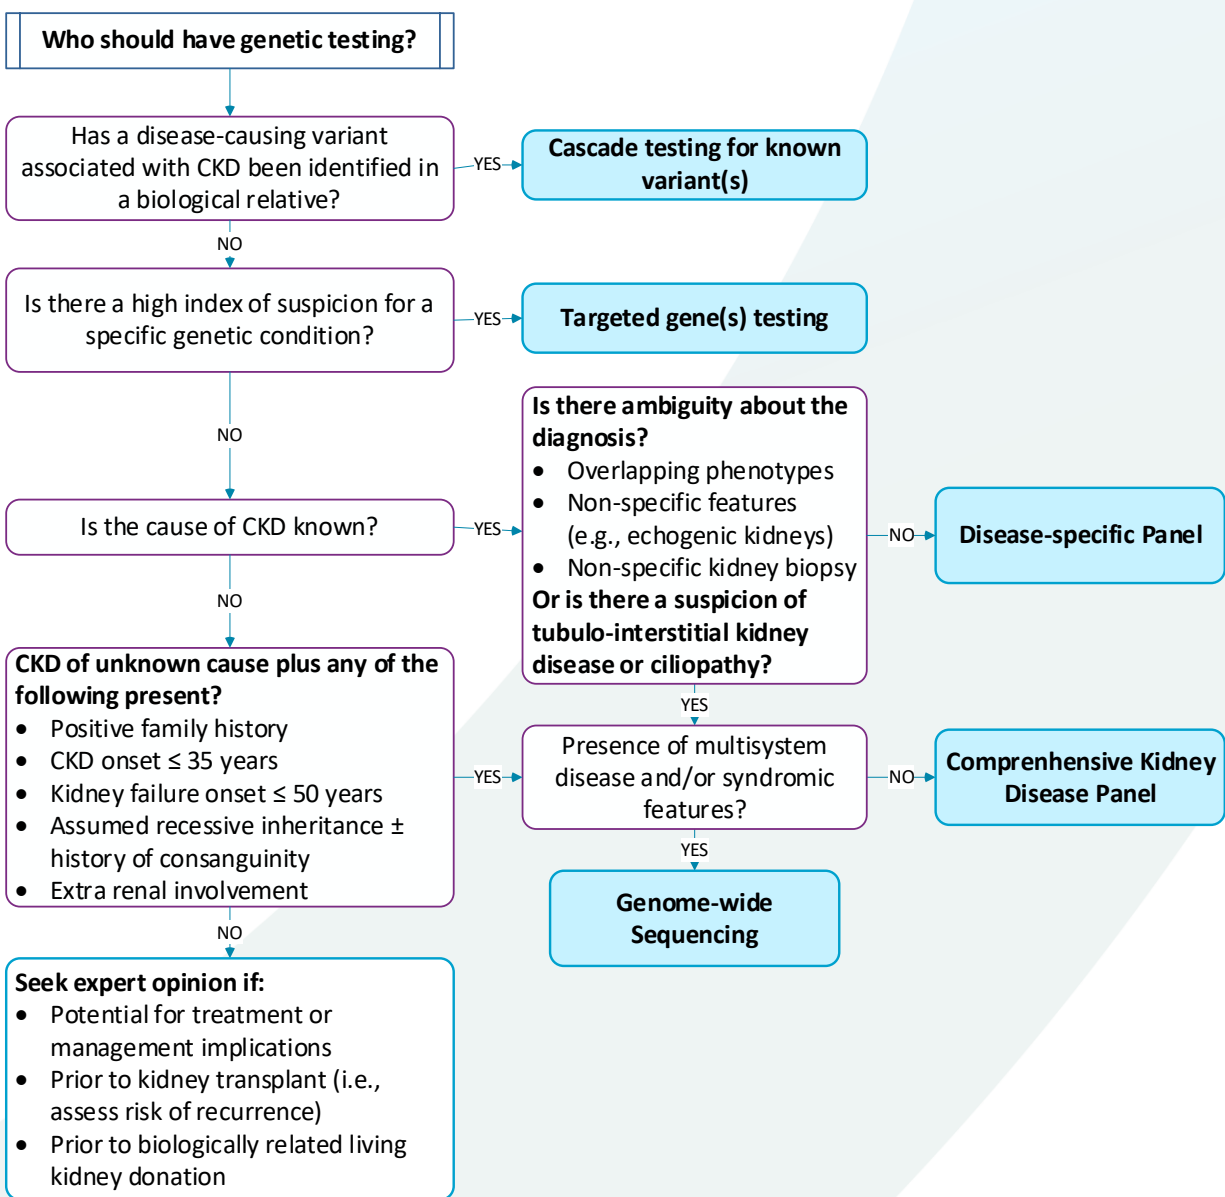 Who should have genetic testing?
Has a disease-causing variant
associated with CKD been identified in
a biological relative?
YES
Cascade testing for known
variant(s)
NO
Is there a high index of suspicion for a
specific genetic condition?
YES
Targeted gene(s) testing
NO
Is the cause of CKD known?
YES
Is there ambiguity about the
diagnosis?
• Overlapping phenotypes
• Non-specific features
(e.g., echogenic kidneys)
• Non-specific kidney biopsy
Or is there a suspicion of
tubulo-interstitial kidney
disease or ciliopathy?
NO
Disease-specific Panel
NO
YES
CKD of unknown cause plus any of the
following present?
• Positive family history
• CKD onset ≤ 35 years
• Kidney failure onset ≤ 50 years
• Assumed recessive inheritance ±
history of consanguinity
• Extra renal involvement
YES
Presence of multisystem
disease and/or syndromic
features?
NO
Comprenhensive Kidney
Disease Panel
YES
Genome-wide
Sequencing
NO
Seek expert opinion if:
• Potential for treatment or
management implications
• Prior to kidney transplant (i.e.,
assess risk of recurrence)
• Prior to biologically related living
kidney donation